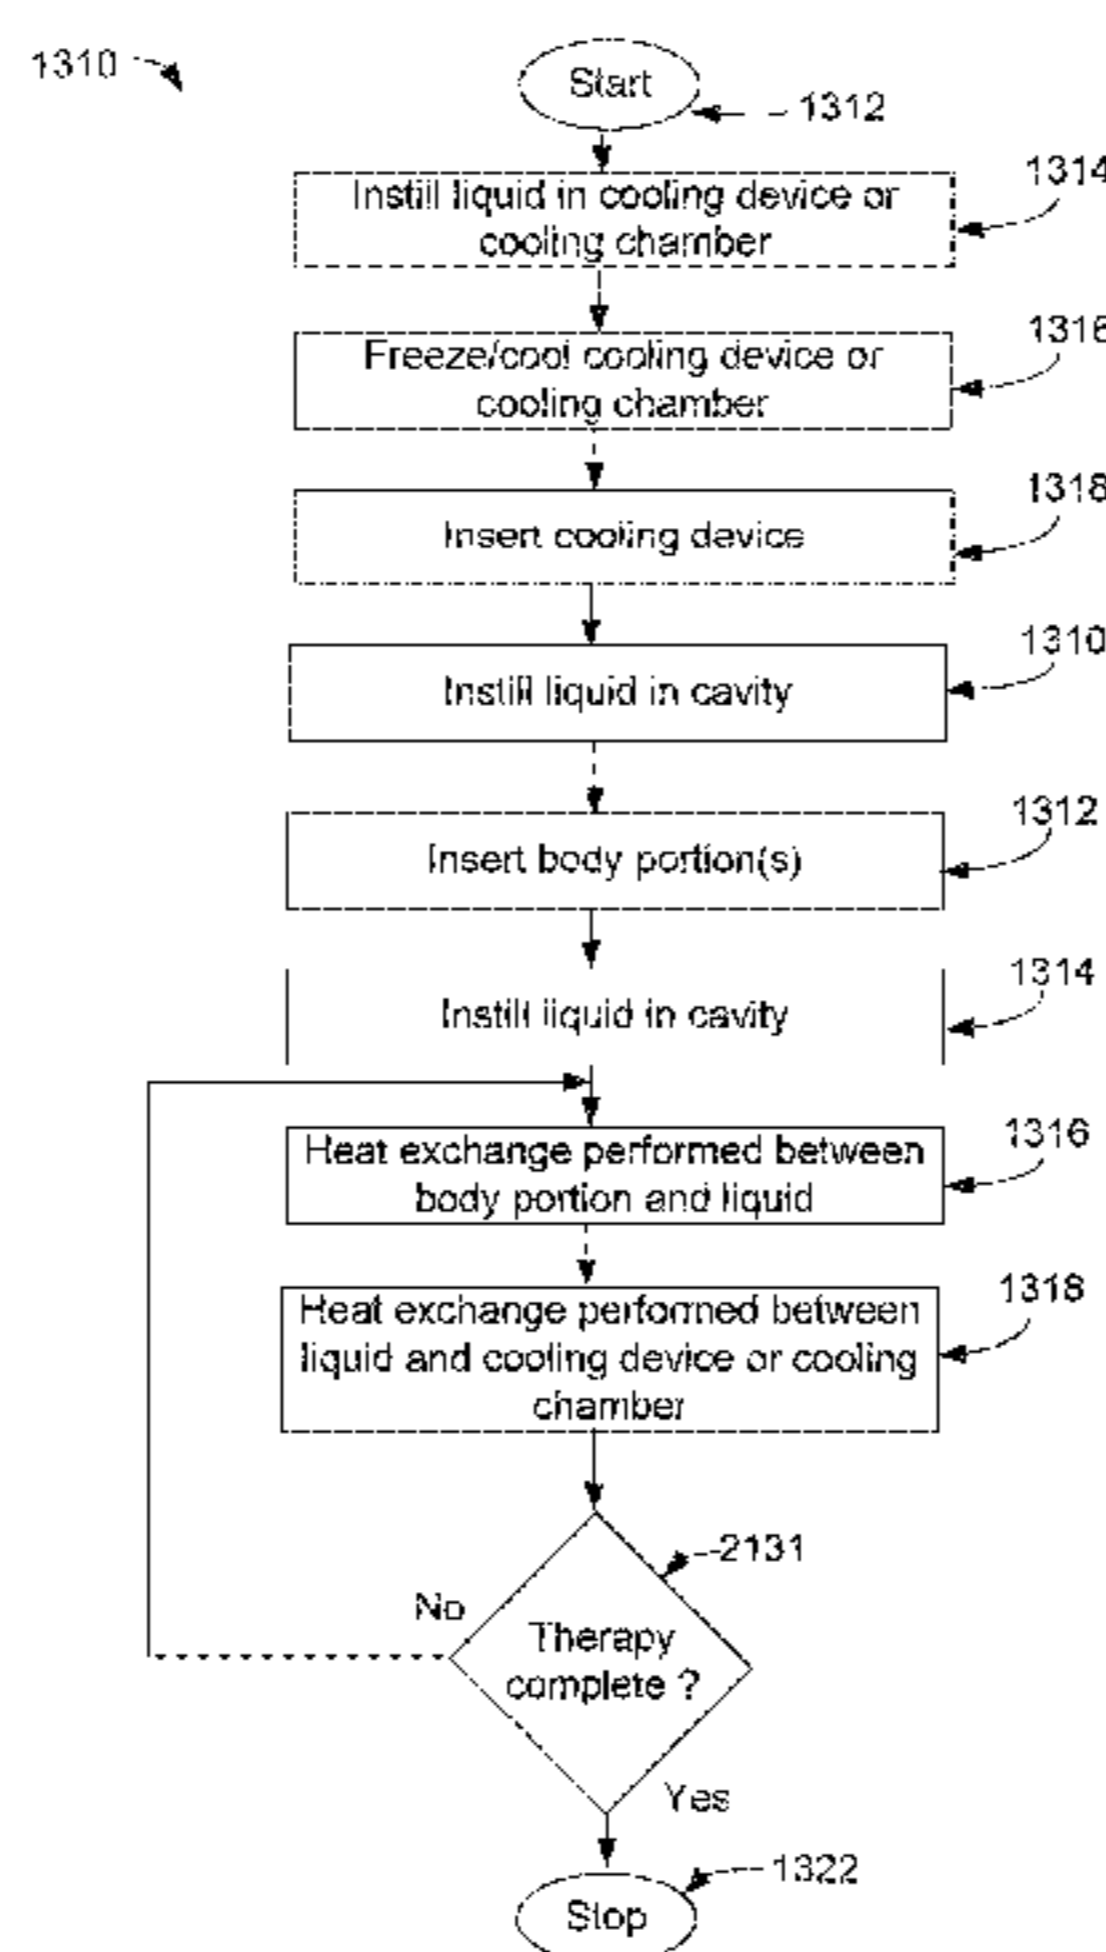 1310
Start
1312
1314
Instill liquid in cooling device or
cooling chamber
1316
Freeze/cool cooling device or
cooling chamber
1318
Insert cooling device
1310
Instill liquid in cavity
1312
Insert body portion(s)
1314
Instill liquid in cavity
1316
Heat exchange performed between
body portion and liquid
1318
Heat exchange performed between
liquid and cooling device or cooling
chamber
2131
No
Therapy
complete ?
Yes
1322
Stop